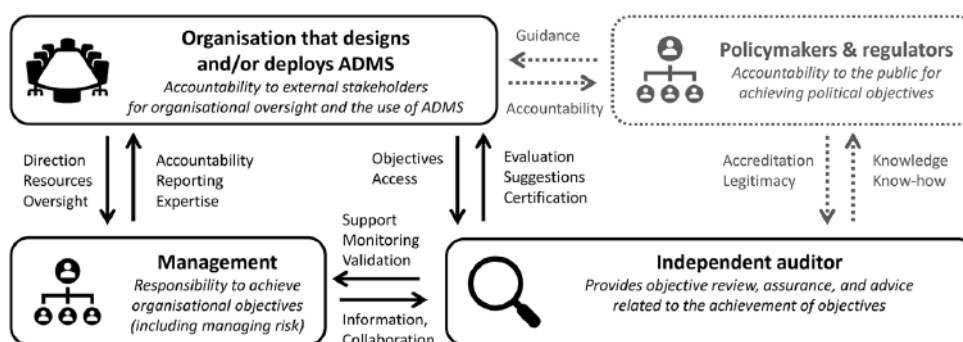 Organisation that designs
and/or deploys ADMS
Accountability to external stakeholders
for organisational oversight and the use of ADMS
Guidance
Accountability
Policymakers & regulators
Accountability to the public for
achieving political objectives
Direction
Resources
Oversight
Accountability
Reporting
Expertise
Objectives
Access
Evaluation
Suggestions
Certification
Accreditation
Legitimacy
Knowledge
Know-how
Support
Monitoring
Validation
Management
Responsibility to achieve
organisational objectives
(including managing risk)
Information,
Collaboration
Independent auditor
Provides objective review, assurance, and advice
related to the achievement of objectives